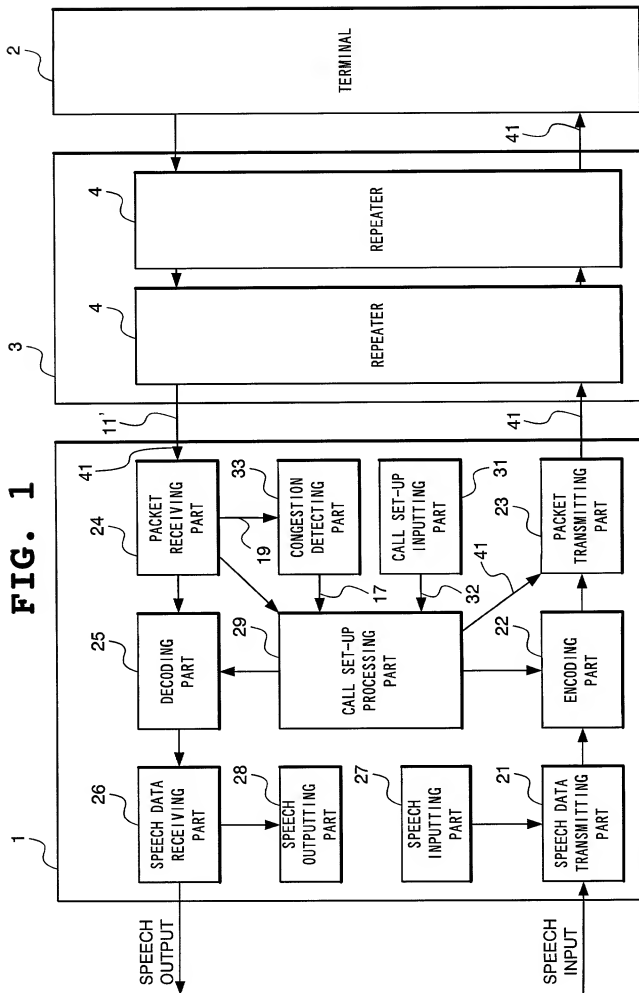 FIG. 1
1
SPEECH
OUTPUT
26
SPEECH DATA
RECEIVING
PART
25
DECODING
PART
24
PACKET
RECEIVING
PART
41
11'
3
4
REPEATER
4
REPEATER
2
TERMINAL
28
SPEECH
OUTPUTTING
PART
29
CALL SET-UP
PROCESSING
PART
19
33
CONGESTION
DETECTING
PART
17
27
SPEECH
INPUTTING
PART
32
31
CALL SET-UP
INPUTTING
PART
41
SPEECH
INPUT
21
SPEECH DATA
TRANSMITTING
PART
22
ENCODING
PART
23
PACKET
TRANSMITTING
PART
41
41